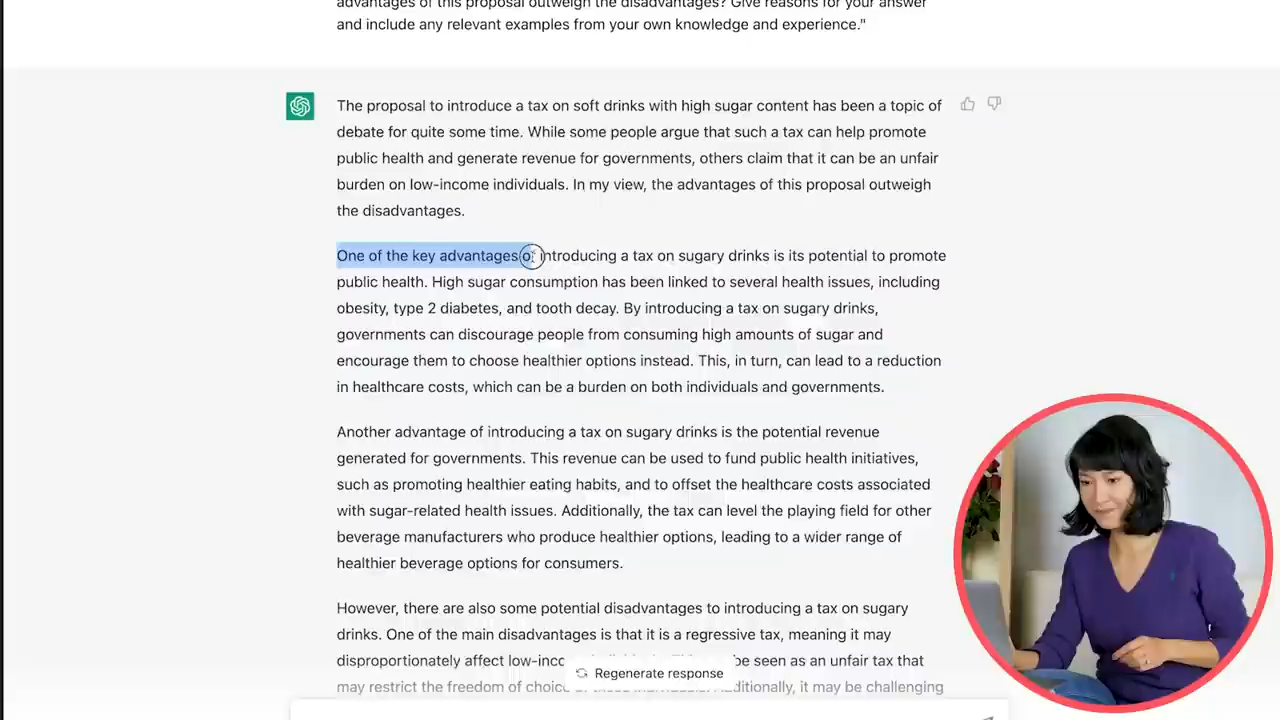 advantages of this proposal outweigh the disadvantages? Give reasons for your answer
and include any relevant examples from your own knowledge and experience."
The proposal to introduce a tax on soft drinks with high sugar content has been a topic of
debate for quite some time. While some people argue that such a tax can help promote
public health and generate revenue for governments, others claim that it can be an unfair
burden on low-income individuals. In my view, the advantages of this proposal outweigh
the disadvantages.
One of the key advantages of introducing a tax on sugary drinks is its potential to promote
public health. High sugar consumption has been linked to several health issues, including
obesity, type 2 diabetes, and tooth decay. By introducing a tax on sugary drinks,
governments can discourage people from consuming high amounts of sugar and
encourage them to choose healthier options instead. This, in turn, can lead to a reduction
in healthcare costs, which can be a burden on both individuals and governments.
Another advantage of introducing a tax on sugary drinks is the potential revenue
generated for governments. This revenue can be used to fund public health initiatives,
such as promoting healthier eating habits, and to offset the healthcare costs associated
with sugar-related health issues. Additionally, the tax can level the playing field for other
beverage manufacturers who produce healthier options, leading to a wider range of
healthier beverage options for consumers.
However, there are also some potential disadvantages to introducing a tax on sugary
drinks. One of the main disadvantages is that it is a regressive tax, meaning it may
disproportionately affect be seen as an unfair tax that
may restrict the freedom of choice Additionally, it may be challenging
Regenerate response